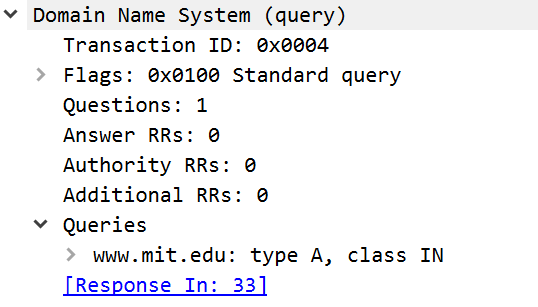 Domain Name System (query)
Transaction ID: 0x0004
Flags: 0x0100 Standard query
Questions: 1
Answer RRs: 0
Authority RRs: 0
Additional RRs: 0
Queries
www.mit.edu: type A, class IN
[Response In: 33]